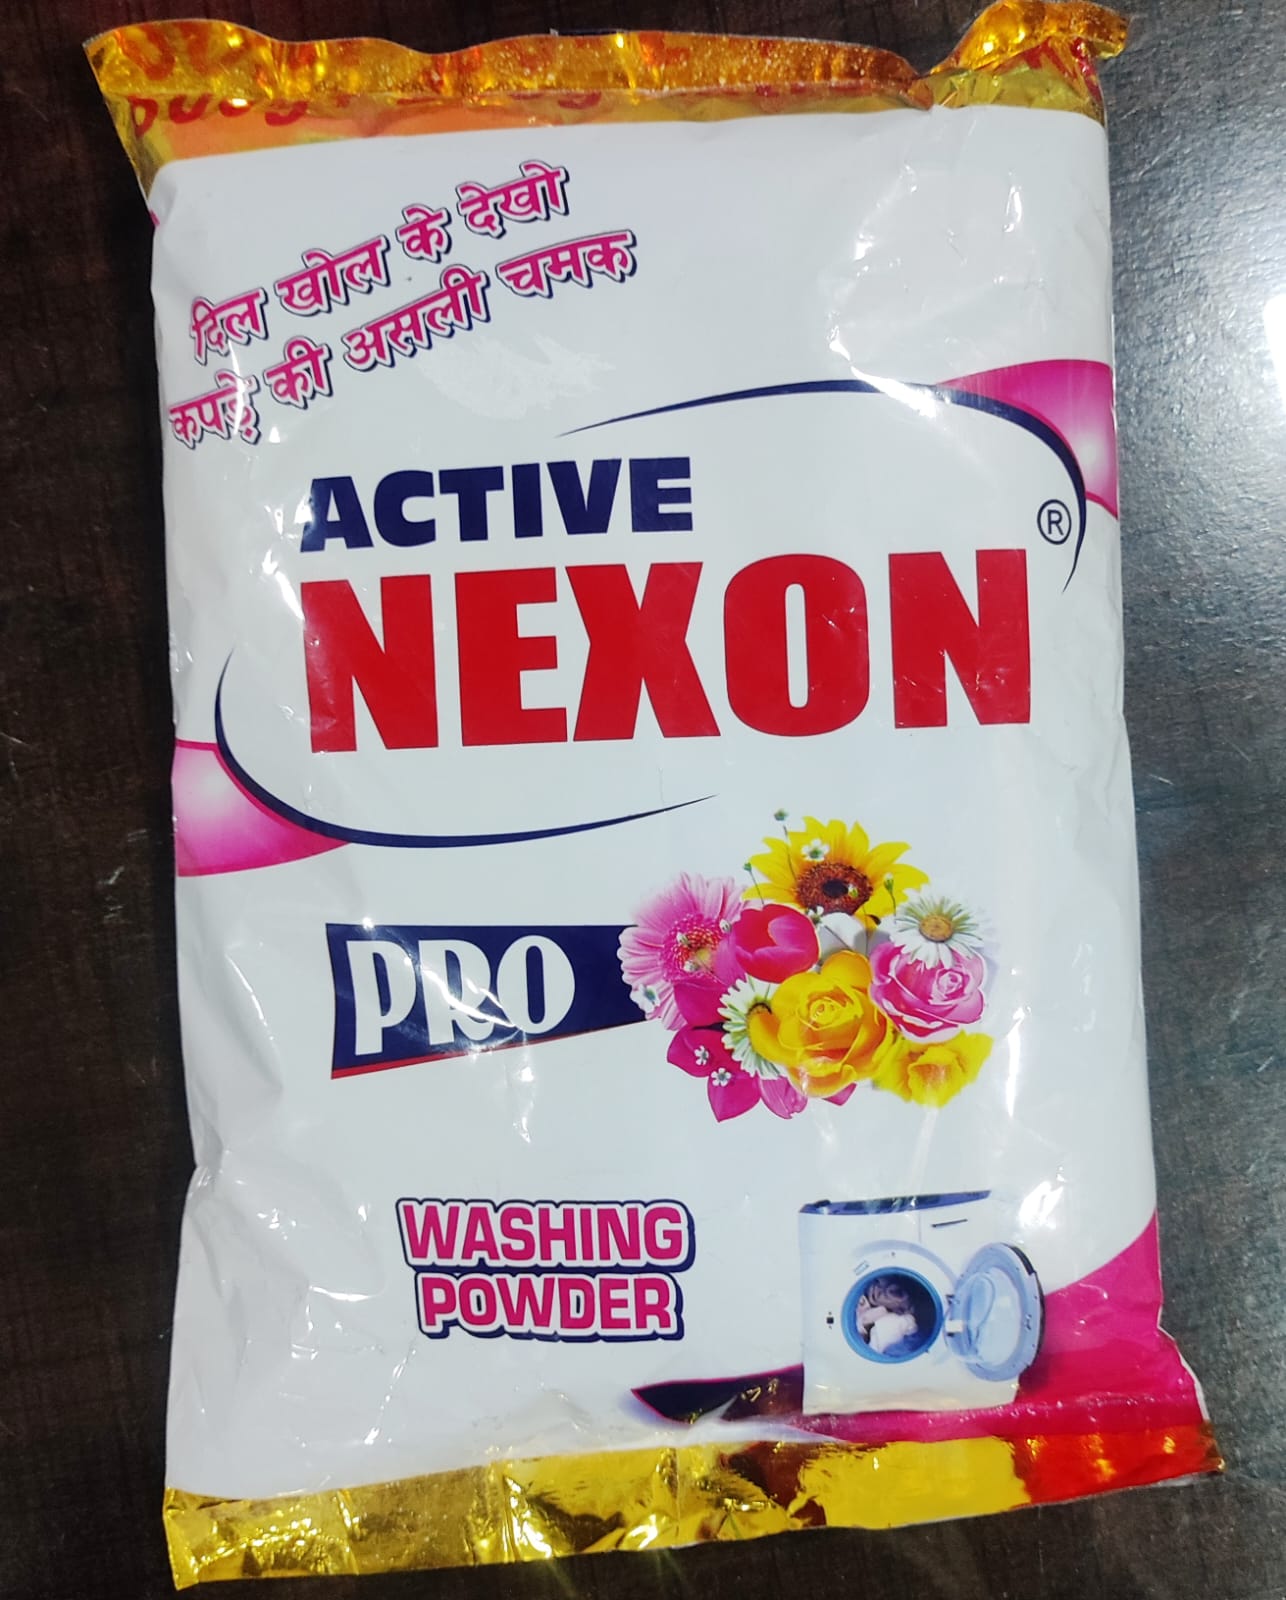 दिल खोल के देखो
कपड़े की असली चमक
ACTIVE
NEXON
®
PRO
WASHING
POWDER